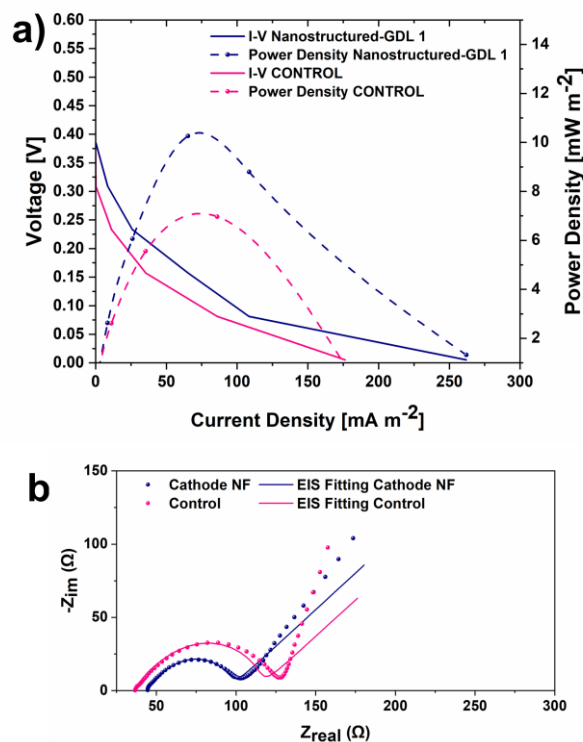 a)
I-V Nanostructured-GDL 1
Power Density Nanostructured-GDL 1
I-V CONTROL
Power Density CONTROL
0.60
0.55
0.50
0.45
0.40
0.35
0.30
0.25
0.20
0.15
0.10
0.05
0.00
Voltage [V]
14
12
10
8
6
4
2
Power Density [mW m-2]
0 50 100 150 200 250 300
Current Density [mA m-2]
b
Cathode NF EIS Fitting Cathode NF
Control EIS Fitting Control
150
100
50
0
-Zim (Ω)
50 100 150 200 250
Zreal (Ω)